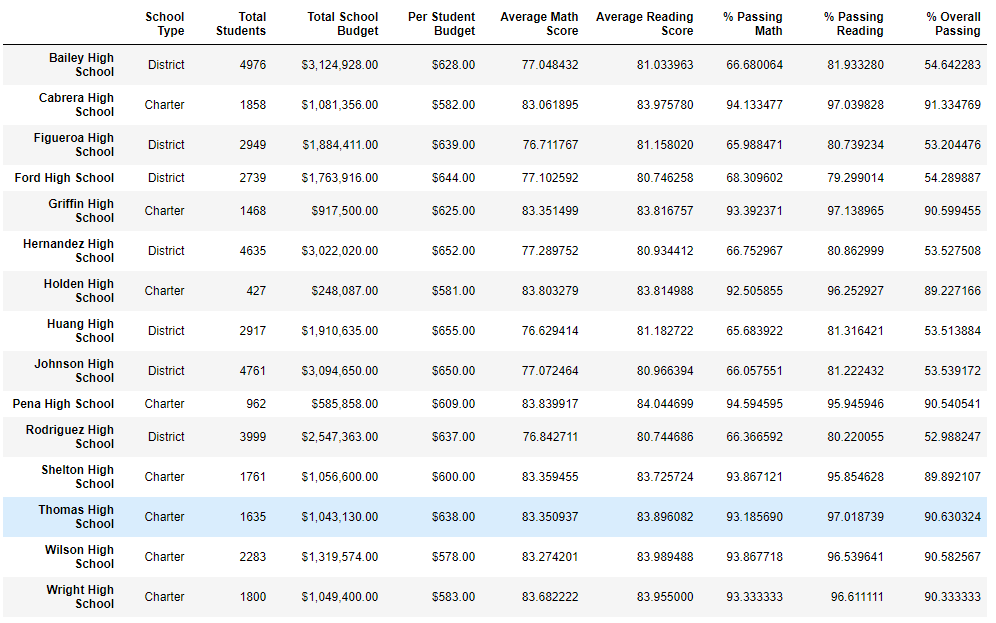 School Type Total Students Total School Budget Per Student Budget Average Math Score Average Reading Score % Passing Math % Passing Reading % Overall Passing
Bailey High School District 4976 $3,124,928.00 $628.00 77.048432 81.033963 66.680064 81.933280 54.642283
Cabrera High School Charter 1858 $1,081,356.00 $582.00 83.061895 83.975780 94.133477 97.039828 91.334769
Figueroa High School District 2949 $1,884,411.00 $639.00 76.711767 81.158020 65.988471 80.739234 53.204476
Ford High School District 2739 $1,763,916.00 $644.00 77.102592 80.746258 68.309602 79.299014 54.289887
Griffin High School Charter 1468 $917,500.00 $625.00 83.351499 83.816757 93.392371 97.138965 90.599455
Hernandez High School District 4635 $3,022,020.00 $652.00 77.289752 80.934412 66.752967 80.862999 53.527508
Holden High School Charter 427 $248,087.00 $581.00 83.803279 83.814988 92.505855 96.252927 89.227166
Huang High School District 2917 $1,910,635.00 $655.00 76.629414 81.182722 65.683922 81.316421 53.513884
Johnson High School District 4761 $3,094,650.00 $650.00 77.072464 80.966394 66.057551 81.222432 53.539172
Pena High School Charter 962 $585,858.00 $609.00 83.839917 84.044699 94.594595 95.945946 90.540541
Rodriguez High School District 3999 $2,547,363.00 $637.00 76.842711 80.744686 66.366592 80.220055 52.988247
Shelton High School Charter 1761 $1,056,600.00 $600.00 83.359455 83.725724 93.867121 95.854628 89.892107
Thomas High School Charter 1635 $1,043,130.00 $638.00 83.350937 83.896082 93.185690 97.018739 90.630324
Wilson High School Charter 2283 $1,319,574.00 $578.00 83.274201 83.989488 93.867718 96.539641 90.582567
Wright High School Charter 1800 $1,049,400.00 $583.00 83.682222 83.955000 93.333333 96.611111 90.333333